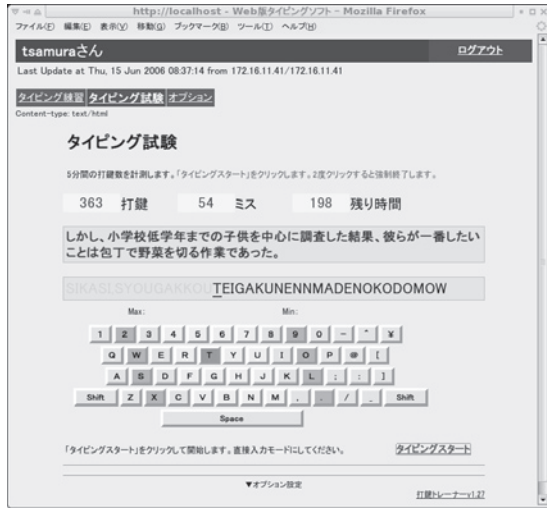 http://localhost - Web版タイピングソフト - Mozilla Firefox
ファイル(F) 編集(E) 表示(V) 移動(G) ブックマーク(B) ツール(T) ヘルプ(H)
tsamuraさん ログアウト
Last Update at Thu, 15 Jun 2006 08:37:14 from 172.16.11.41/172.16.11.41
タイピング練習 タイピング試験 オプション
Content-type: text/html
タイピング試験
5分間の打鍵数を計測します。「タイピングスタート」をクリックします。2度クリックすると強制終了します。
363 打鍵 54 ミス 198 残り時間
しかし、小学校低学年までの子供を中心に調査した結果、彼らが一番したい
ことは包丁で野菜を切る作業であった。
SIKASI,SYOUGAKKOUTEIGAKUNENNMADENOKODOMOW
Max: Min:
1 2 3 4 5 6 7 8 9 0 - ^ ¥
Q W E R T Y U I O P @ [
A S D F G H J K L ; : ]
Shift Z X C V B N M , . / _ Shift
Space
「タイピングスタート」をクリックして開始します。直接入力モードにしてください。 タイピングスタート
▼オプション設定
打鍵トレーナーv1.27